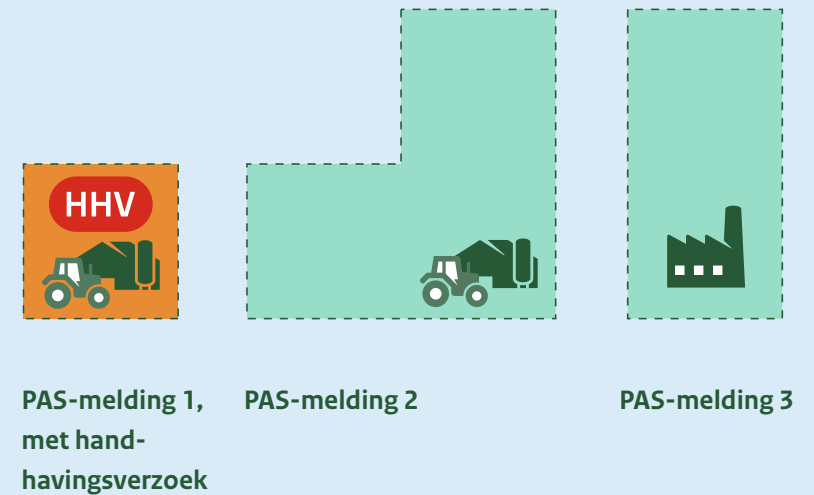 HHV
PAS-melding 1,
met hand-
havingsverzoek
PAS-melding 2
PAS-melding 3